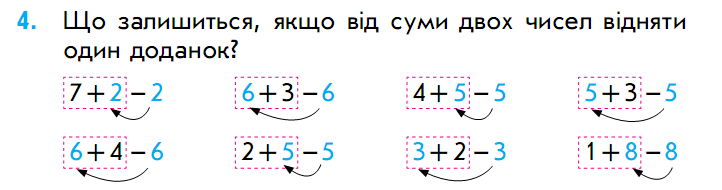 4. Що залишиться, якщо від суми двох чисел відняти
один доданок?
7+2−2 6+3−6 4+5−5 5+3−5
6+4−6 2+5−5 3+2−3 1+8−8